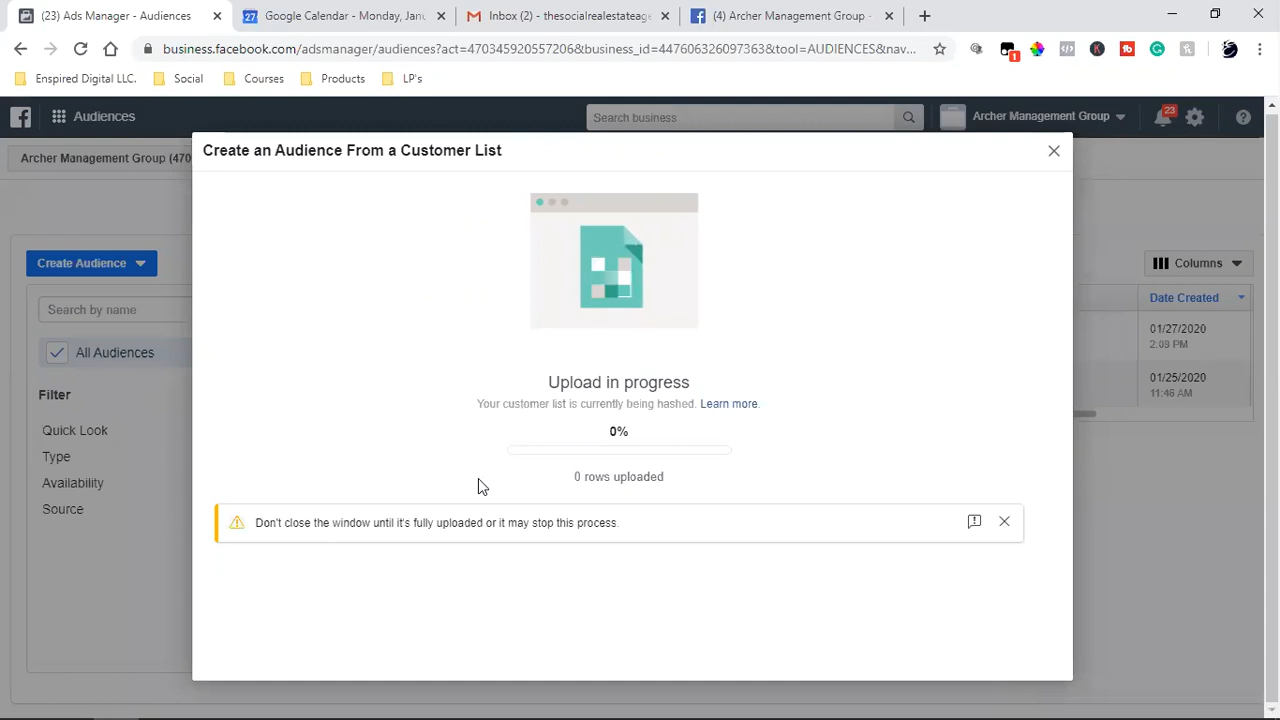 (23) Ads Manager - Audiences
Google Calendar - Monday, Janu
Inbox (2) - thesocialrealestateag
(4) Archer Management Group -
business.facebook.com/adsmanager/audiences?act=470345920557206&business_id=447606326097363&tool=AUDIENCES&nav...
Enspired Digital LLC.
Social
Courses
Products
LP's
Audiences
Search business
Archer Management Group
23
Archer Management Group (470
Create an Audience From a Customer List
Create Audience
Columns
Search by name
Date Created
All Audiences
01/27/2020
2:09 PM
01/25/2020
11:46 AM
Filter
Quick Look
Type
Availability
Source
Upload in progress
Your customer list is currently being hashed. Learn more.
0%
0 rows uploaded
Don't close the window until it's fully uploaded or it may stop this process.